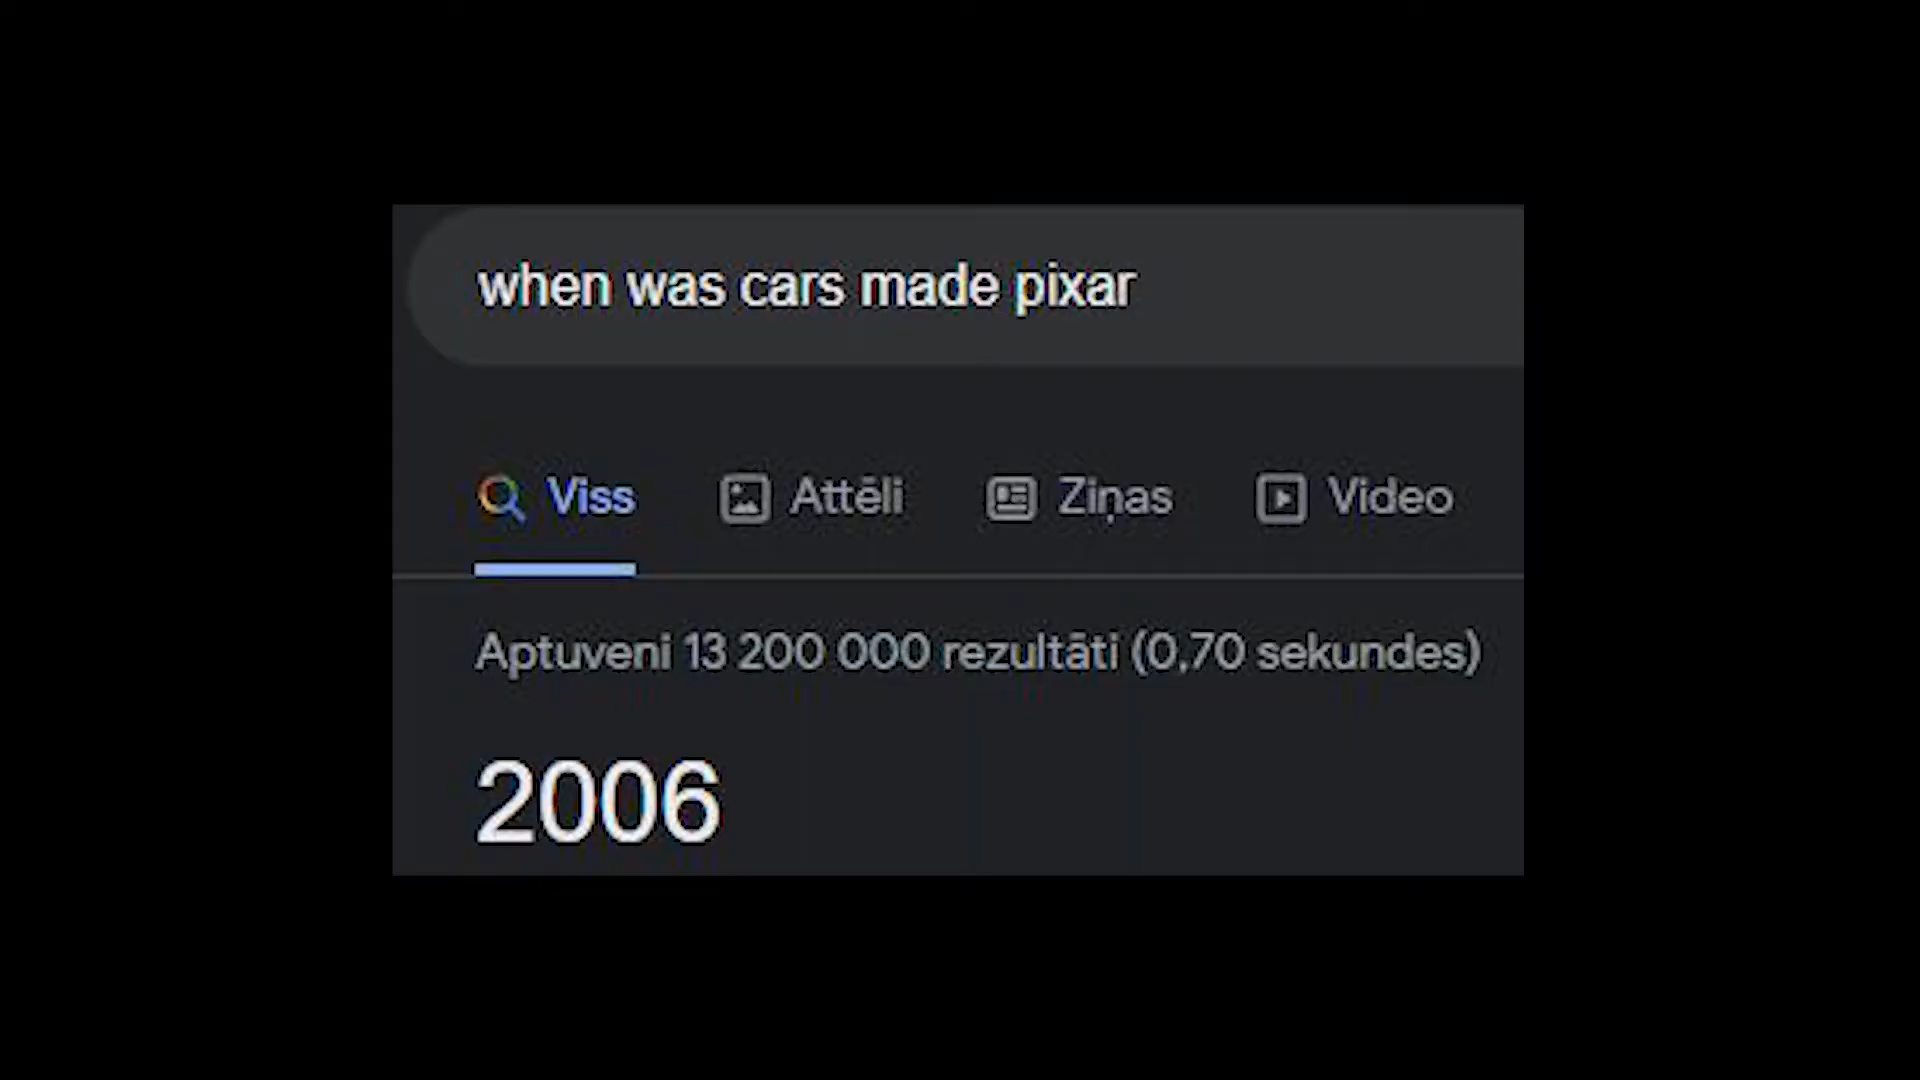 when was cars made pixar
Viss Attēli Ziņas Video
Aptuveni 13 200 000 rezultāti (0,70 sekundes)
2006